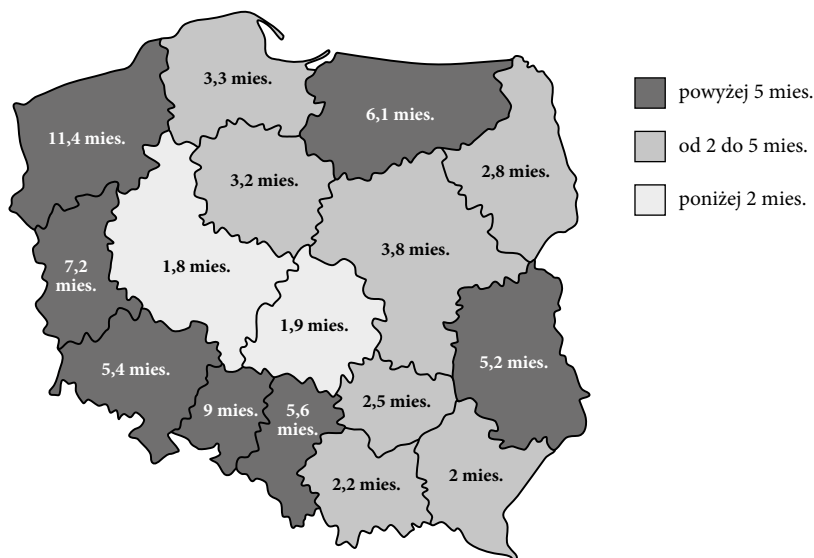 3,3 mies.
6,1 mies.
11,4 mies.
2,8 mies.
3,2 mies.
3,8 mies.
7,2
mies.
1,8 mies.
1,9 mies.
5,2 mies.
5,4 mies.
9 mies.
5,6
mies.
2,5 mies.
2,2 mies.
2 mies.
powyżej 5 mies.
od 2 do 5 mies.
poniżej 2 mies.